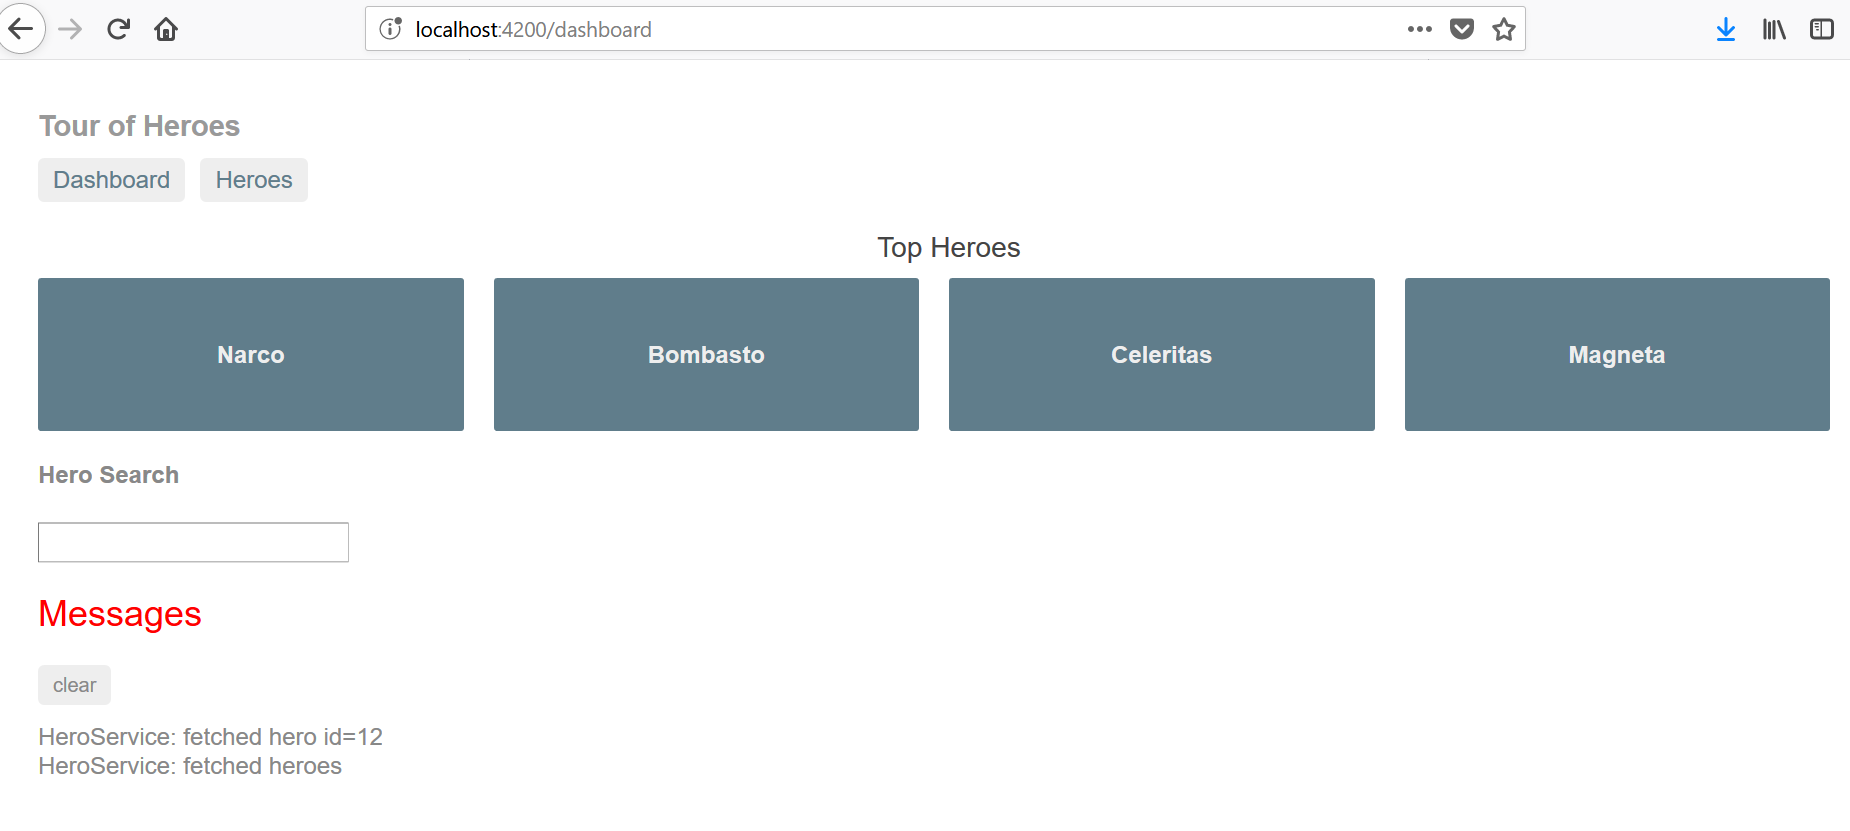 localhost:4200/dashboard
Tour of Heroes
Dashboard Heroes
Top Heroes
Narco Bombasto Celeritas Magneta
Hero Search
Messages
clear
HeroService: fetched hero id=12
HeroService: fetched heroes